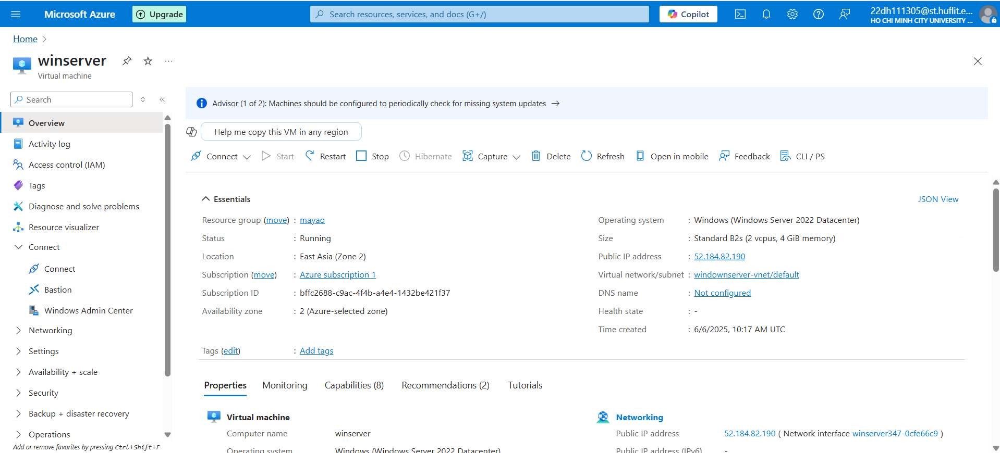 Microsoft Azure
Upgrade
Search resources, services, and docs (G+/)
Copilot
22dh111305@st.huflit.e...
HO CHI MINH CITY UNIVERSITY ...
Home
winserver
Virtual machine
Search
Overview
Activity log
Access control (IAM)
Tags
Diagnose and solve problems
Resource visualizer
Connect
Connect
Bastion
Windows Admin Center
Networking
Settings
Availability + scale
Security
Backup + disaster recovery
Operations
Add or remove favorites by pressing Ctrl+Shift+F
Advisor (1 of 2): Machines should be configured to periodically check for missing system updates →
Help me copy this VM in any region
Connect Start Restart Stop Hibernate Capture Delete Refresh Open in mobile Feedback CLI / PS
Essentials
JSON View
Resource group (move) : mayao
Status : Running
Location : East Asia (Zone 2)
Subscription (move) : Azure subscription 1
Subscription ID : bffc2688-c9ac-4f4b-a4e4-1432be421f37
Availability zone : 2 (Azure-selected zone)
Operating system : Windows (Windows Server 2022 Datacenter)
Size : Standard B2s (2 vcpus, 4 GiB memory)
Public IP address : 52.184.82.190
Virtual network/subnet : windownserver-vnet/default
DNS name : Not configured
Health state : -
Time created : 6/6/2025, 10:17 AM UTC
Tags (edit) : Add tags
Properties Monitoring Capabilities (8) Recommendations (2) Tutorials
Virtual machine
Computer name winserver
Operating system Windows (Windows Server 2022 Datacenter)
Networking
Public IP address 52.184.82.190 ( Network interface winserver347-0cfe66c9 )
Public IP address (IPv6) -